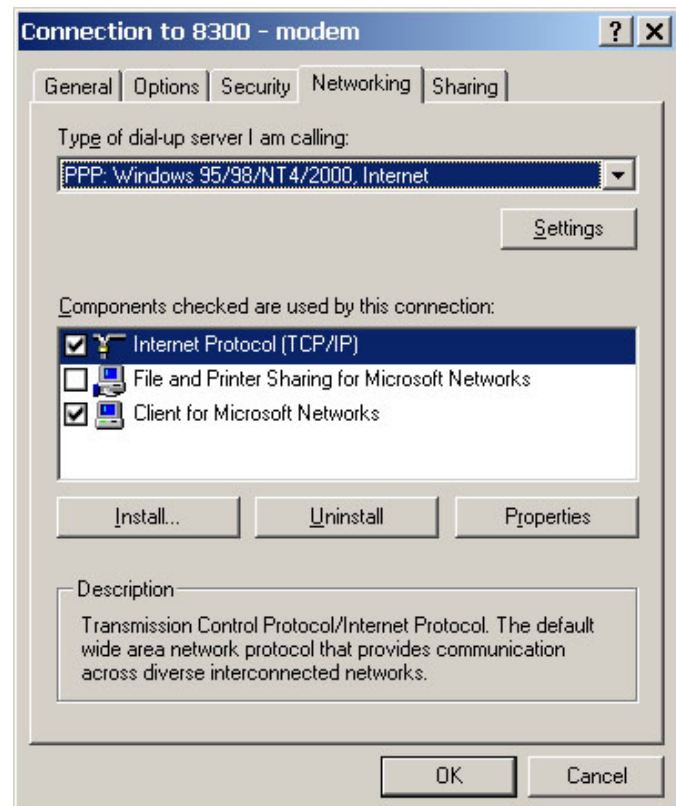 Connection to 8300 - modem
General Options Security Networking Sharing
Type of dial-up server I am calling:
PPP: Windows 95/98/NT4/2000, Internet
Settings
Components checked are used by this connection:
Internet Protocol (TCP/IP)
File and Printer Sharing for Microsoft Networks
Client for Microsoft Networks
Install... Uninstall Properties
Description
Transmission Control Protocol/Internet Protocol. The default
wide area network protocol that provides communication
across diverse interconnected networks.
OK Cancel